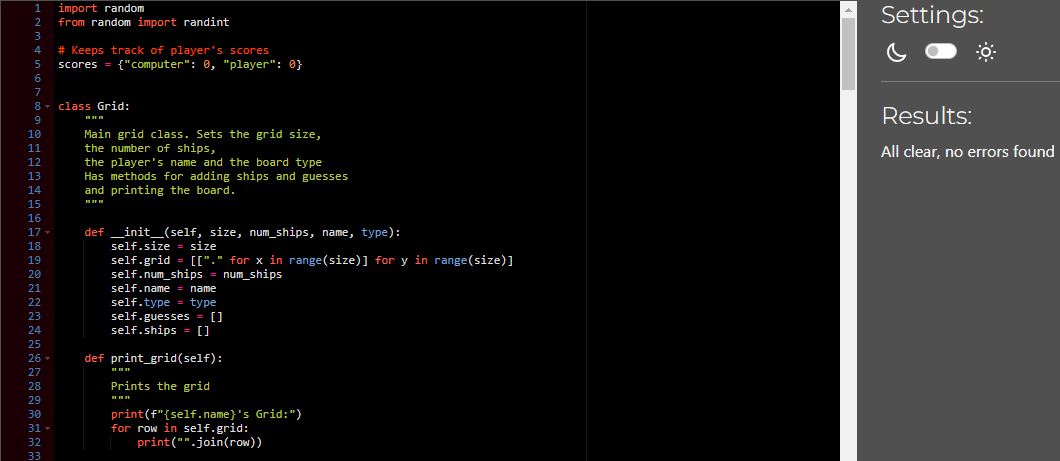 1 import random
2 from random import randint
3
4 # Keeps track of player's scores
5 scores = {"computer": 0, "player": 0}
6
7
8 class Grid:
9     """
10     Main grid class. Sets the grid size,
11     the number of ships,
12     the player's name and the board type
13     Has methods for adding ships and guesses
14     and printing the board.
15     """
16
17     def __init__(self, size, num_ships, name, type):
18         self.size = size
19         self.grid = [["." for x in range(size)] for y in range(size)]
20         self.num_ships = num_ships
21         self.name = name
22         self.type = type
23         self.guesses = []
24         self.ships = []
25
26     def print_grid(self):
27         """
28         Prints the grid
29         """
30         print(f"{self.name}'s Grid:")
31         for row in self.grid:
32             print("".join(row))
33
Settings:
Results:
All clear, no errors found